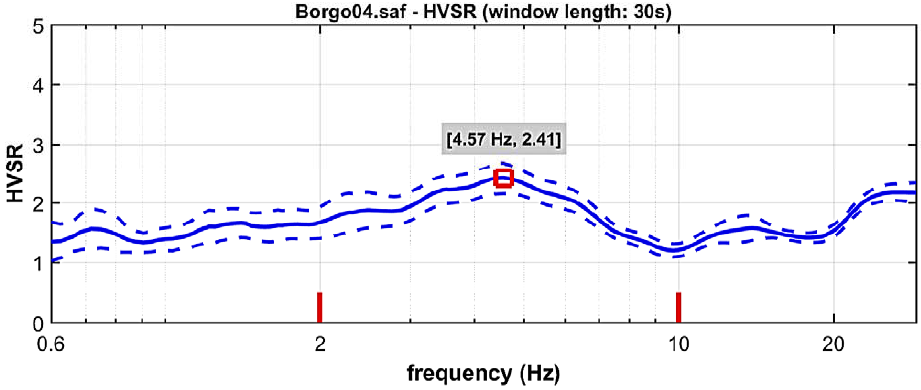 Borgo04.saf - HVSR (window length: 30s)
5
4
3
2
1
0
HVSR
[4.57 Hz, 2.41]
0.6 2 10 20
frequency (Hz)